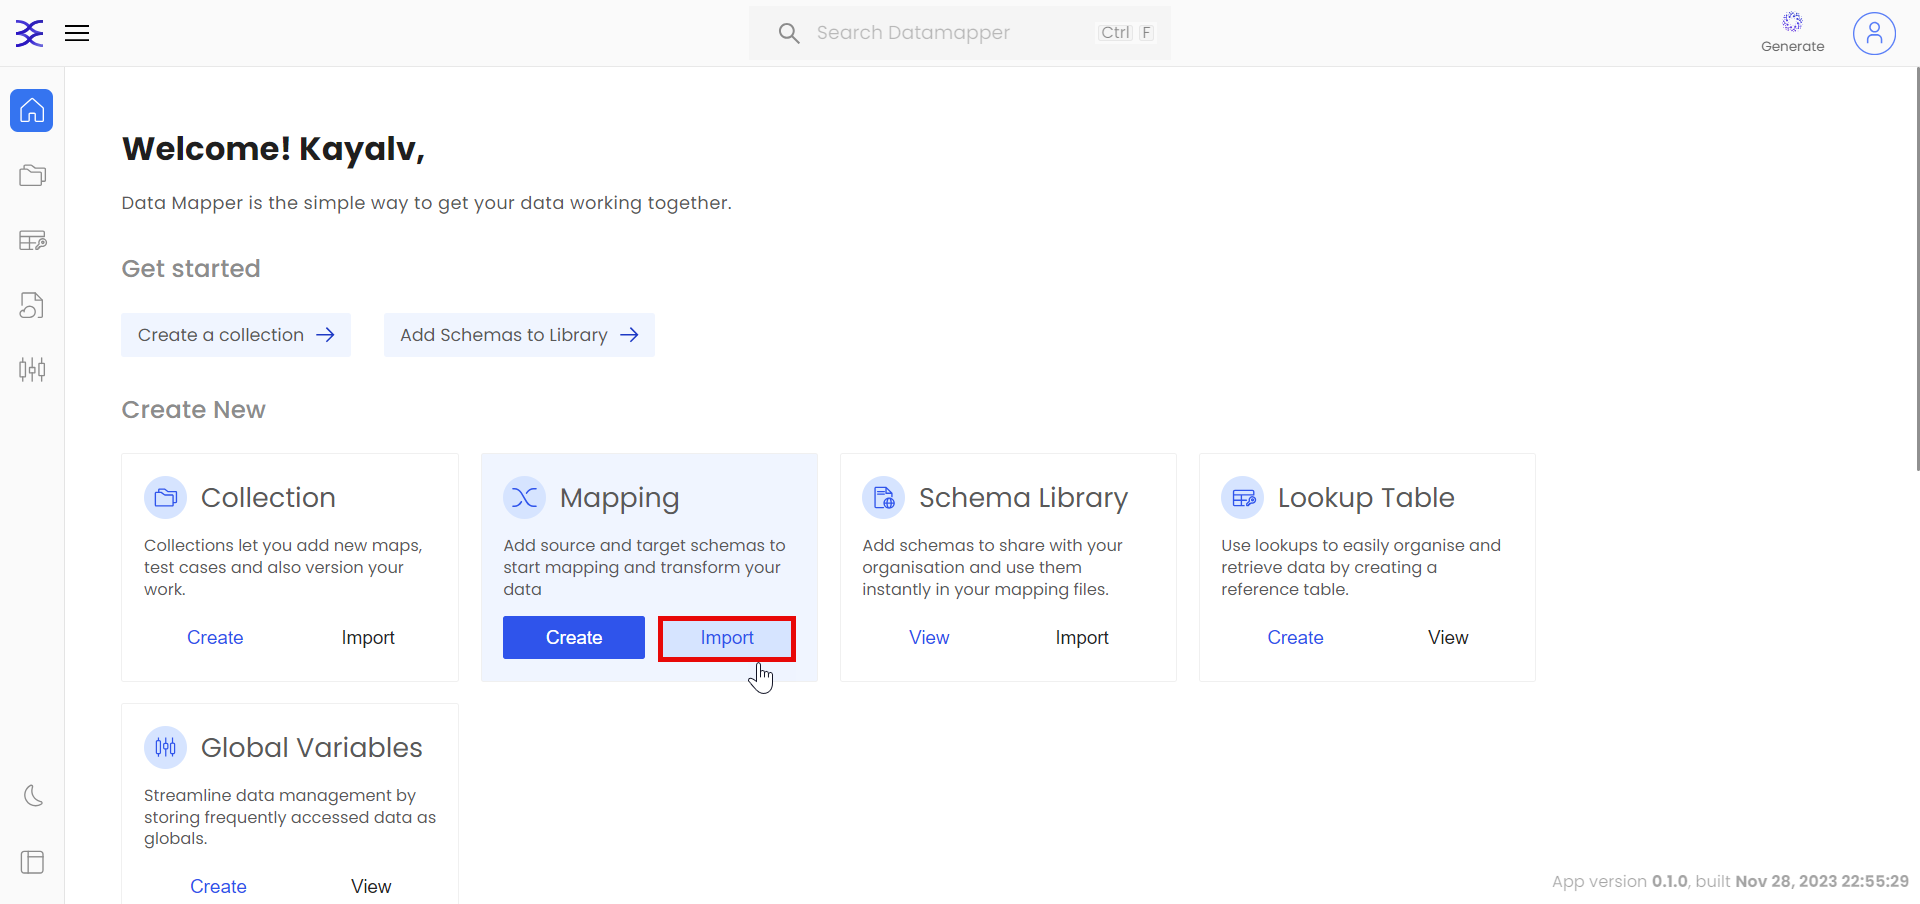 Search Datamapper
Ctrl F
Generate
Welcome! Kayalv,
Data Mapper is the simple way to get your data working together.
Get started
Create a collection
Add Schemas to Library
Create New
Collection
Collections let you add new maps,
test cases and also version your
work.
Create
Import
Mapping
Add source and target schemas to
start mapping and transform your
data
Create
Import
Schema Library
Add schemas to share with your
organisation and use them
instantly in your mapping files.
View
Import
Lookup Table
Use lookups to easily organise and
retrieve data by creating a
reference table.
Create
View
Global Variables
Streamline data management by
storing frequently accessed data as
globals.
Create
View
App version 0.1.0, built Nov 28, 2023 22:55:29